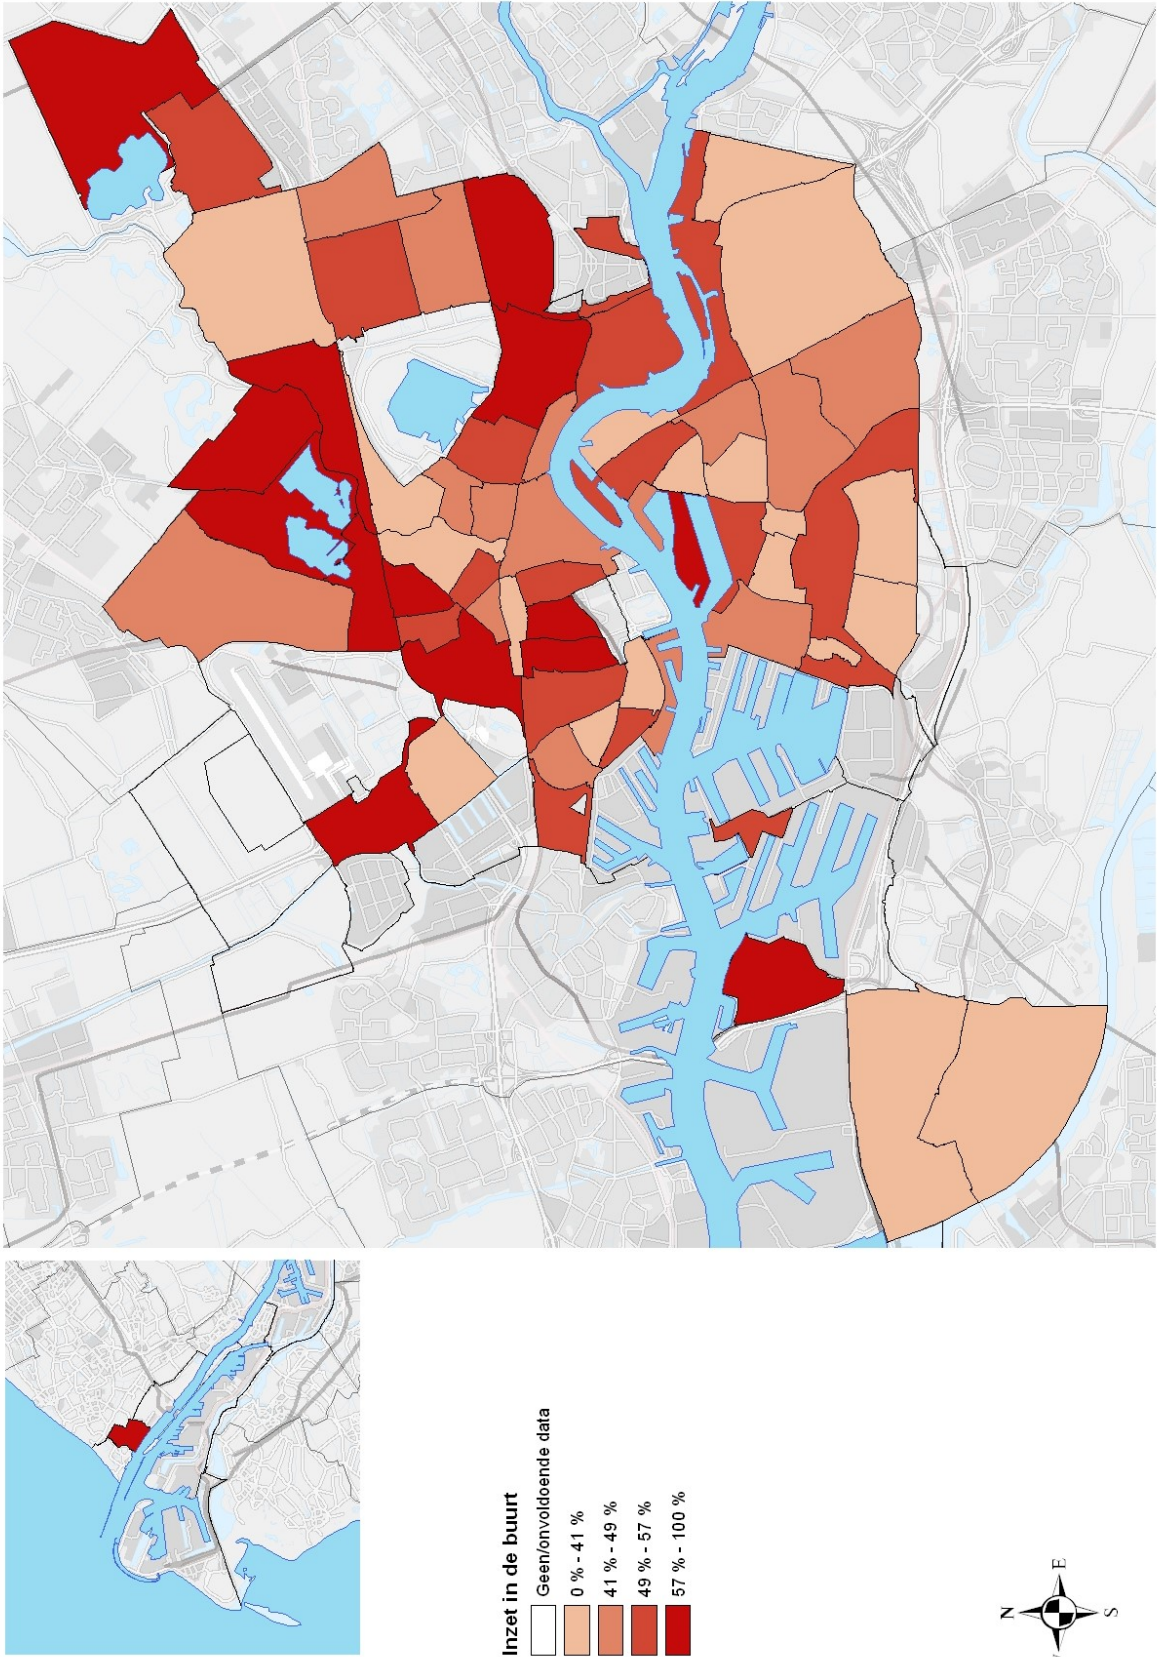 Inzet in de buurt
Geen/onvoldoende data
0 % - 41 %
41 % - 49 %
49 % - 57 %
57 % - 100 %
N
E
S